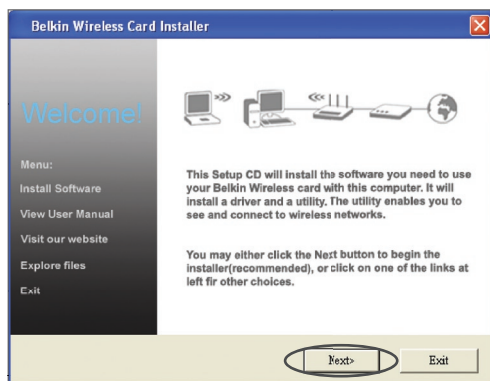 Belkin Wireless Card Installer
Welcome!
Menu:
Install Software
View User Manual
Visit our website
Explore files
Exit
This Setup CD will install the software you need to use
your Belkin Wireless card with this computer. It will
install a driver and a utility. The utility enables you to
see and connect to wireless networks.
You may either click the Next button to begin the
installer(recommended), or click on one of the links at
left fir other choices.
Next>
Exit